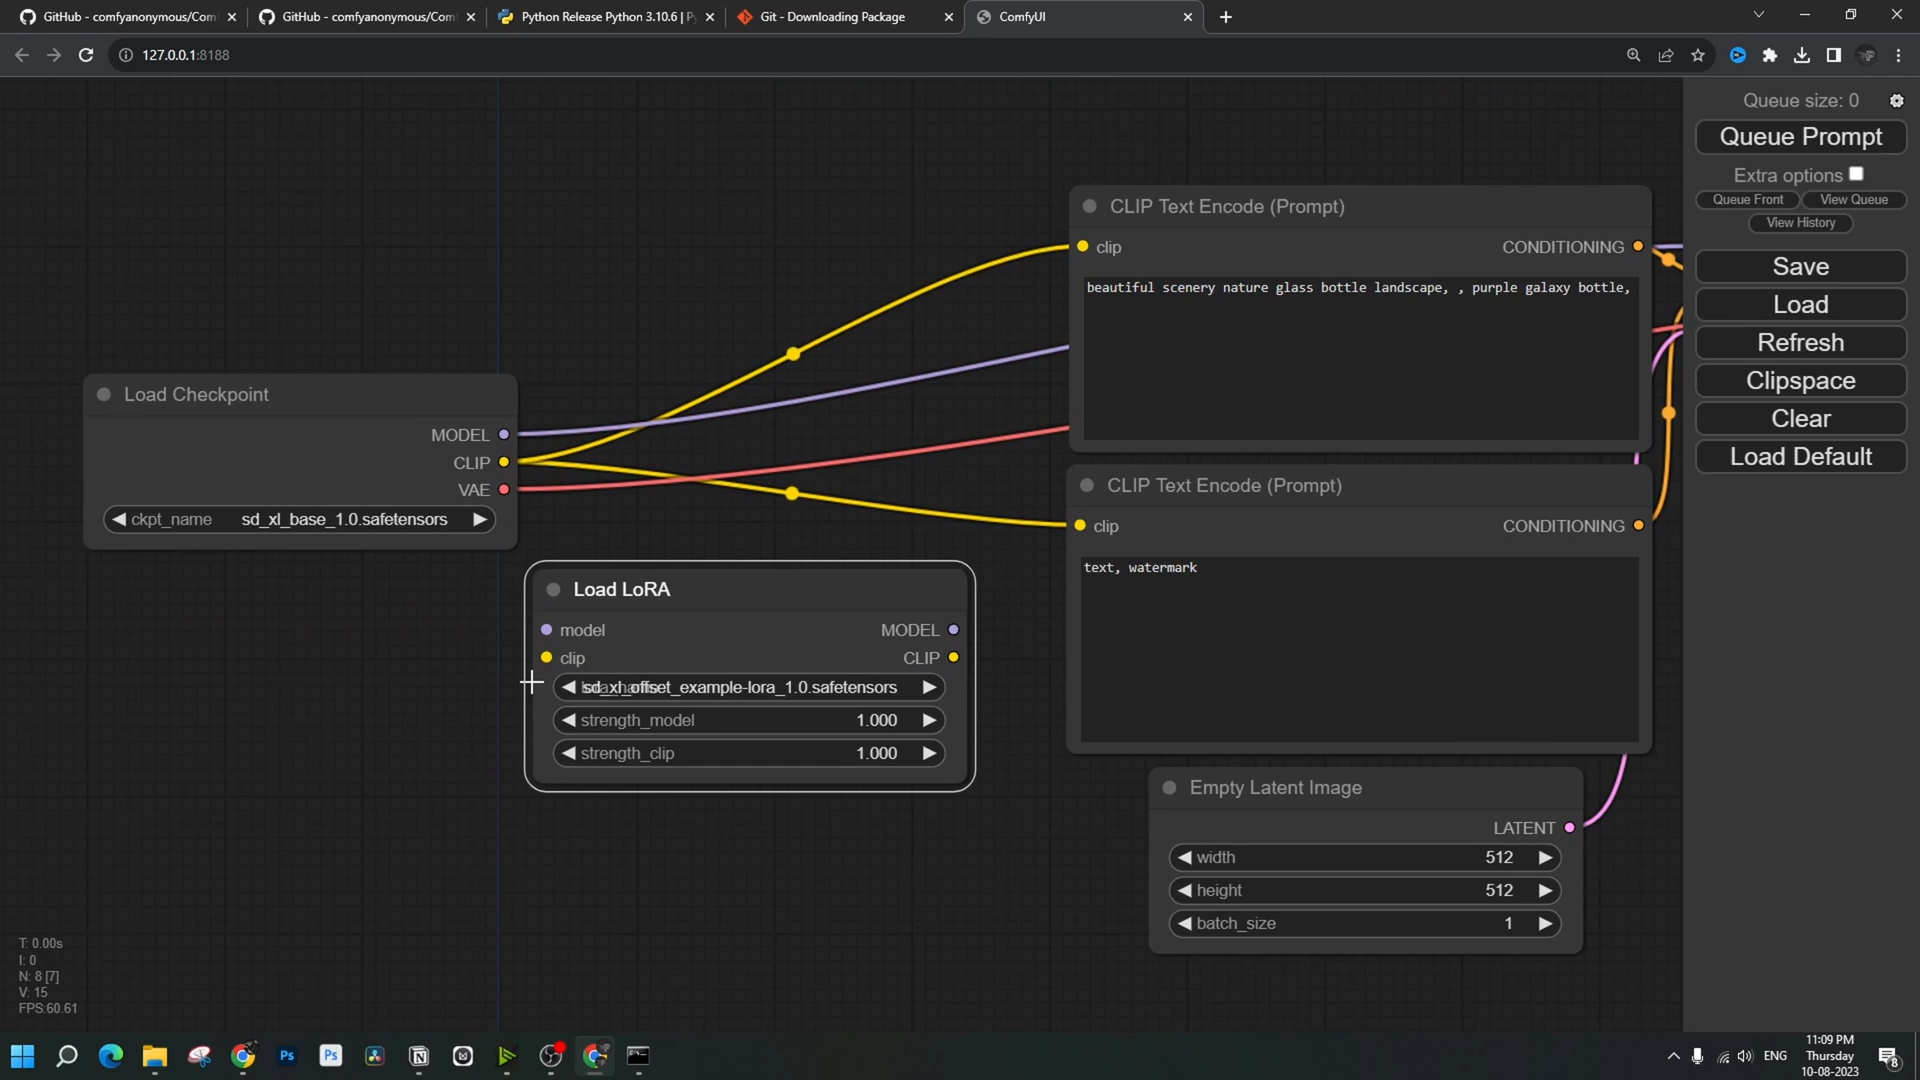 GitHub - comfyanonymous/Com
GitHub - comfyanonymous/Com
Python Release Python 3.10.6 | P
Git - Downloading Package
ComfyUI
127.0.0.1:8188
Queue size: 0
Queue Prompt
Extra options
Queue Front
View Queue
View History
Save
Load
Refresh
Clipspace
Clear
Load Default
CLIP Text Encode (Prompt)
clip
CONDITIONING
beautiful scenery nature glass bottle landscape, , purple galaxy bottle,
Load Checkpoint
MODEL
CLIP
VAE
ckpt_name sd_xl_base_1.0.safetensors
CLIP Text Encode (Prompt)
clip
CONDITIONING
text, watermark
Load LoRA
model
MODEL
clip
CLIP
sd_xl_offset_example-lora_1.0.safetensors
strength_model 1.000
strength_clip 1.000
Empty Latent Image
LATENT
width 512
height 512
batch_size 1
T: 0.00s
I: 0
N: 8 [7]
V: 15
FPS:60.61
Ps
Ps
ENG
11:09 PM
Thursday
10-08-2023
8